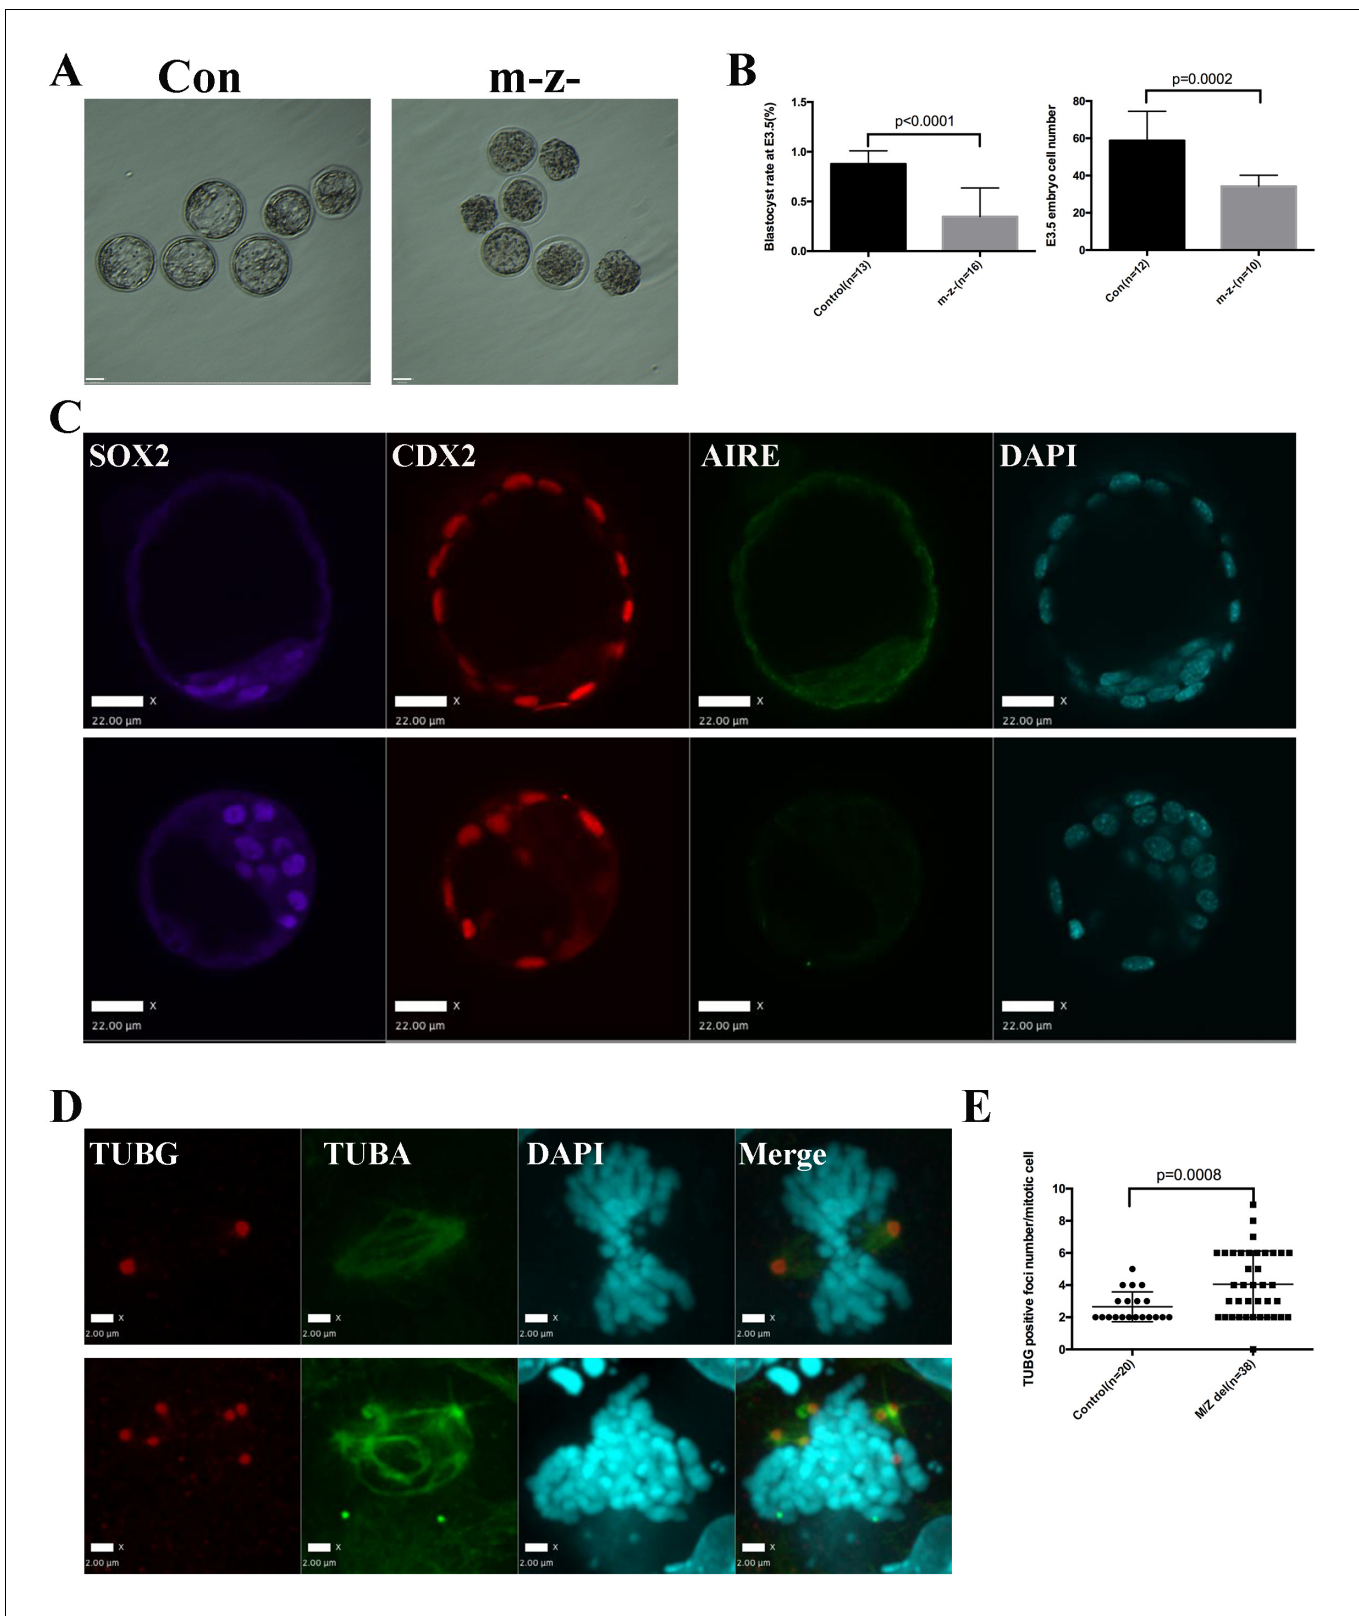 A
Con
m-z-
B
Blastocyst rate at E3.5(%)
1.5
1.0
0.5
0.0
p<0.0001
Control(n=13)
m-z-(n=16)
E3.5 embryo cell number
80
60
40
20
0
p=0.0002
Con(n=12)
m-z-(n=10)
C
SOX2
CDX2
AIRE
DAPI
x
22.00 µm
x
22.00 µm
x
22.00 µm
x
22.00 µm
x
22.00 µm
x
22.00 µm
x
22.00 µm
x
22.00 µm
D
TUBG
TUBA
DAPI
Merge
x
2.00 µm
x
2.00 µm
x
2.00 µm
x
2.00 µm
x
2.00 µm
x
2.00 µm
x
2.00 µm
x
2.00 µm
E
TUBG positive foci number/mitotic cell
10
8
6
4
2
0
p=0.0008
Control(n=20)
M/Z del(n=38)